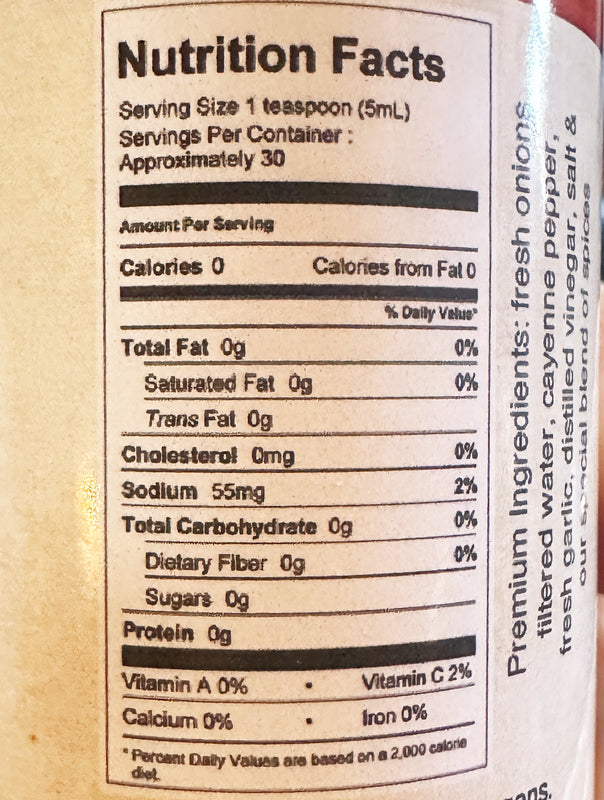 Nutrition Facts
Serving Size 1 teaspoon (5mL)
Servings Per Container :
Approximately 30
Amount Per Serving
Calories 0 Calories from Fat 0
% Daily Value*
Total Fat 0g 0%
Saturated Fat 0g 0%
Trans Fat 0g
Cholesterol 0mg 0%
Sodium 55mg 2%
Total Carbohydrate 0g 0%
Dietary Fiber 0g 0%
Sugars 0g
Protein 0g
Vitamin A 0% • Vitamin C 2%
Calcium 0% • Iron 0%
* Percent Daily Values are based on a 2,000 calorie
diet.
Premium Ingredients: fresh onions,
filtered water, cayenne pepper,
fresh garlic, distilled vinegar, salt &
our special blend of spices